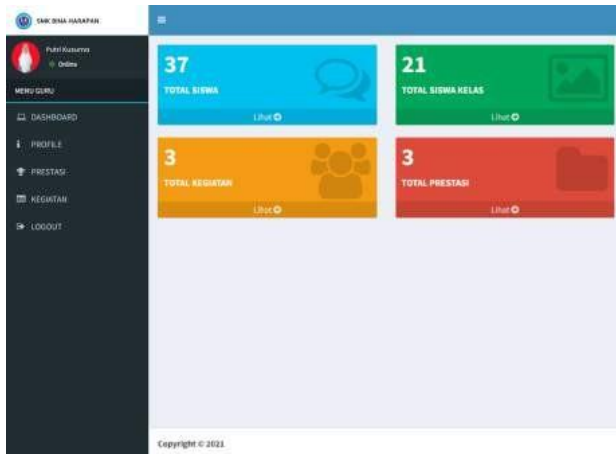 SMK BINA HARAPAN
Putri Kusuma
Online
MENU GURU
DASHBOARD
PROFILE
PRESTASI
KEGIATAN
LOGOUT
37
TOTAL SISWA
Lihat
21
TOTAL SISWA KELAS
Lihat
3
TOTAL KEGIATAN
Lihat
3
TOTAL PRESTASI
Lihat
Copyright © 2021